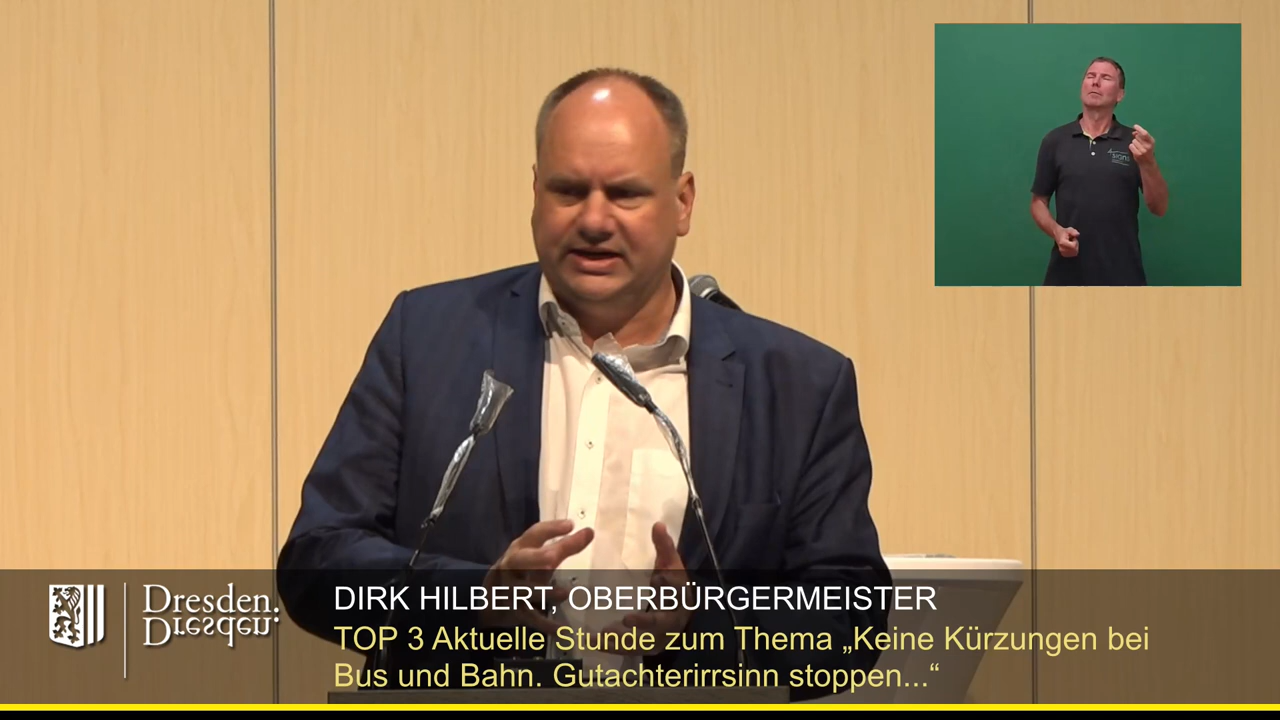 signs
Dresden.
Dresden.
DIRK HILBERT, OBERBÜRGERMEISTER
TOP 3 Aktuelle Stunde zum Thema „Keine Kürzungen bei
Bus und Bahn. Gutachterirrsinn stoppen...“